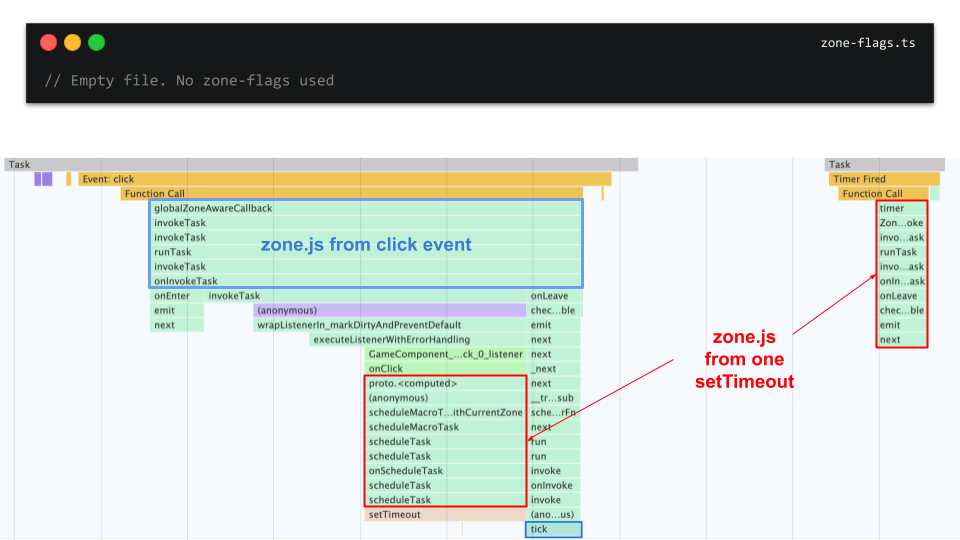 zone-flags.ts
// Empty file. No zone-flags used
Task
Task
Event: click
Timer Fired
Function Call
Function Call
globalZoneAwareCallback
timer
invokeTask
Zon...oke
invokeTask
invo...ask
zone.js from click event
runTask
runTask
invokeTask
invo...ask
onInvokeTask
onIn...ask
onEnter invokeTask onLeave
onLeave
emit (anonymous) chec...ble
chec...ble
next wrapListenerIn_markDirtyAndPreventDefault emit
emit
executeListenerWithErrorHandling next
next
zone.js
from one
setTimeout
GameComponent_...ck_0_listener next
onClick _next
proto.<computed> next
(anonymous) __tr...sub
scheduleMacroT...ithCurrentZone sche...rFn
scheduleMacroTask next
scheduleTask run
scheduleTask run
onScheduleTask invoke
scheduleTask onInvoke
scheduleTask invoke
setTimeout (ano...us)
tick